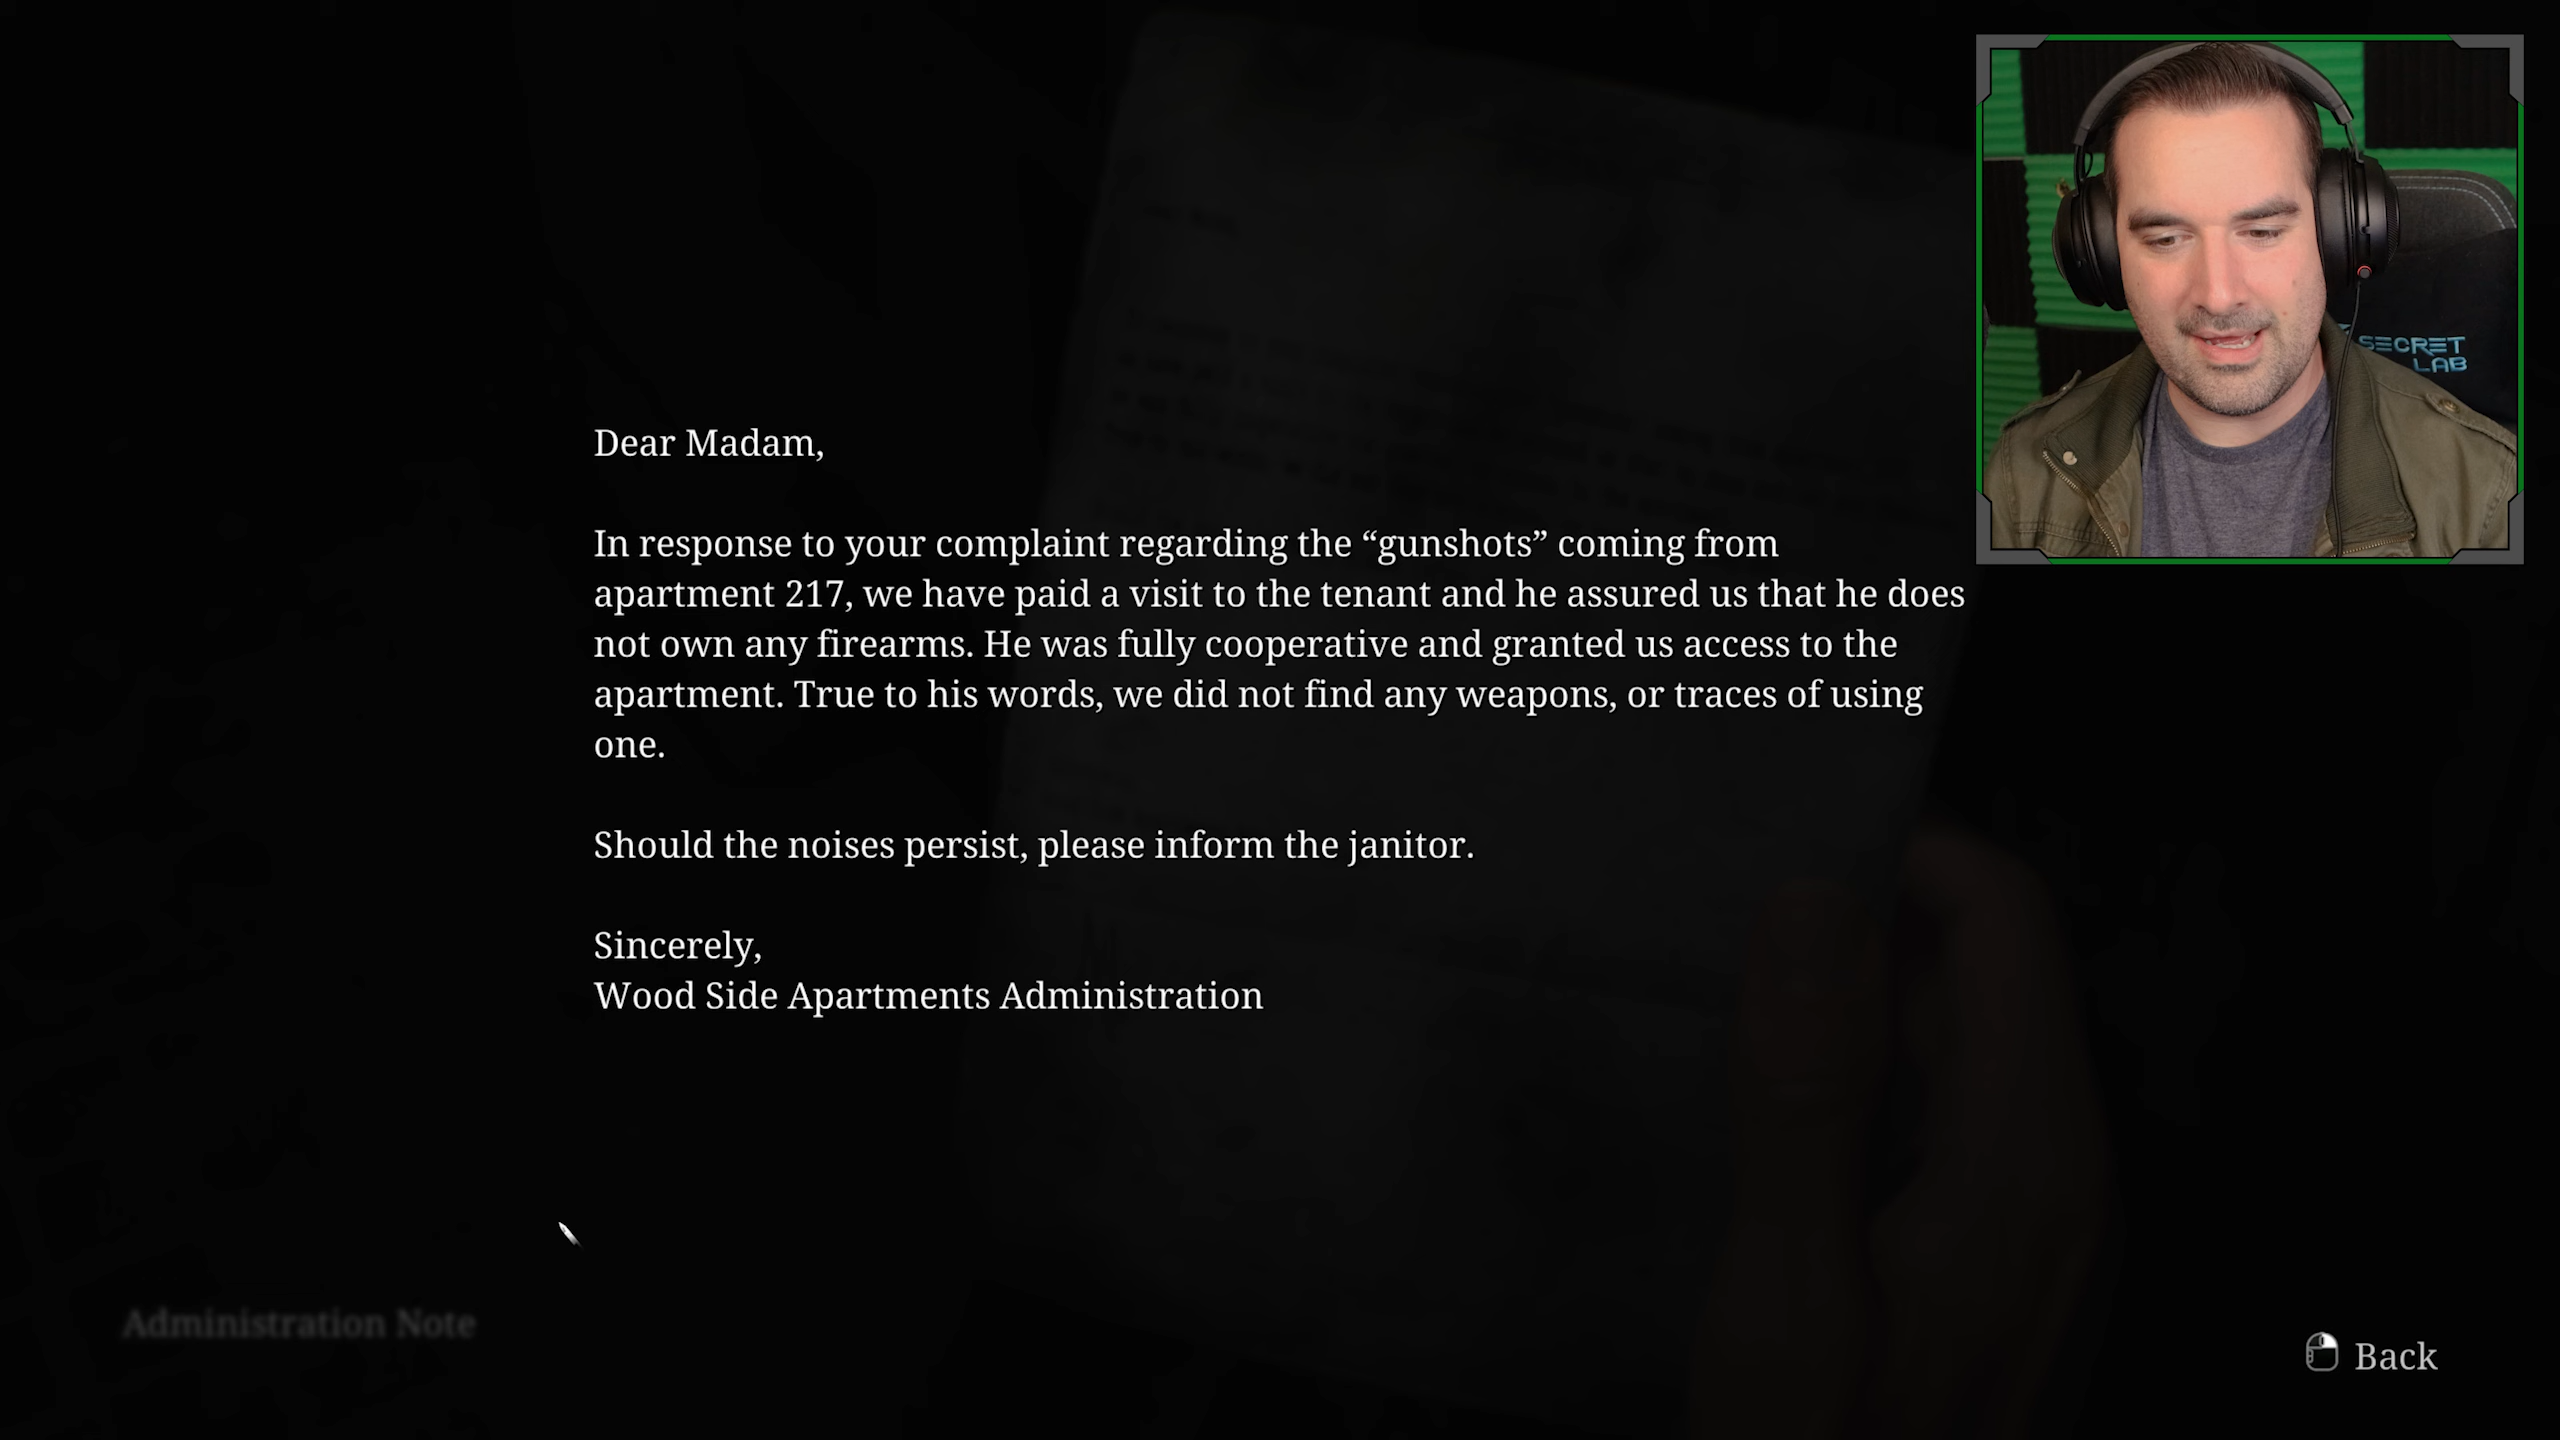 Dear Madam,
In response to your complaint regarding the “gunshots” coming from
apartment 217, we have paid a visit to the tenant and he assured us that he does
not own any firearms. He was fully cooperative and granted us access to the
apartment. True to his words, we did not find any weapons, or traces of using
one.
Should the noises persist, please inform the janitor.
Sincerely,
Wood Side Apartments Administration
Administration Note
Back
SECRET
LAB